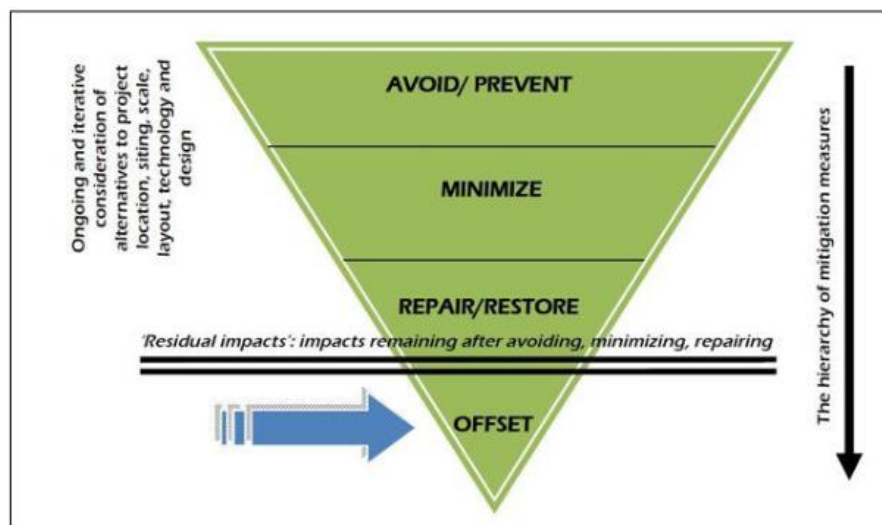 Ongoing and iterative
consideration of
alternatives to project
location, siting, scale,
layout, technology and
design
AVOID/ PREVENT
MINIMIZE
REPAIR/RESTORE
'Residual impacts': impacts remaining after avoiding, minimizing, repairing
OFFSET
The hierarchy of mitigation measures